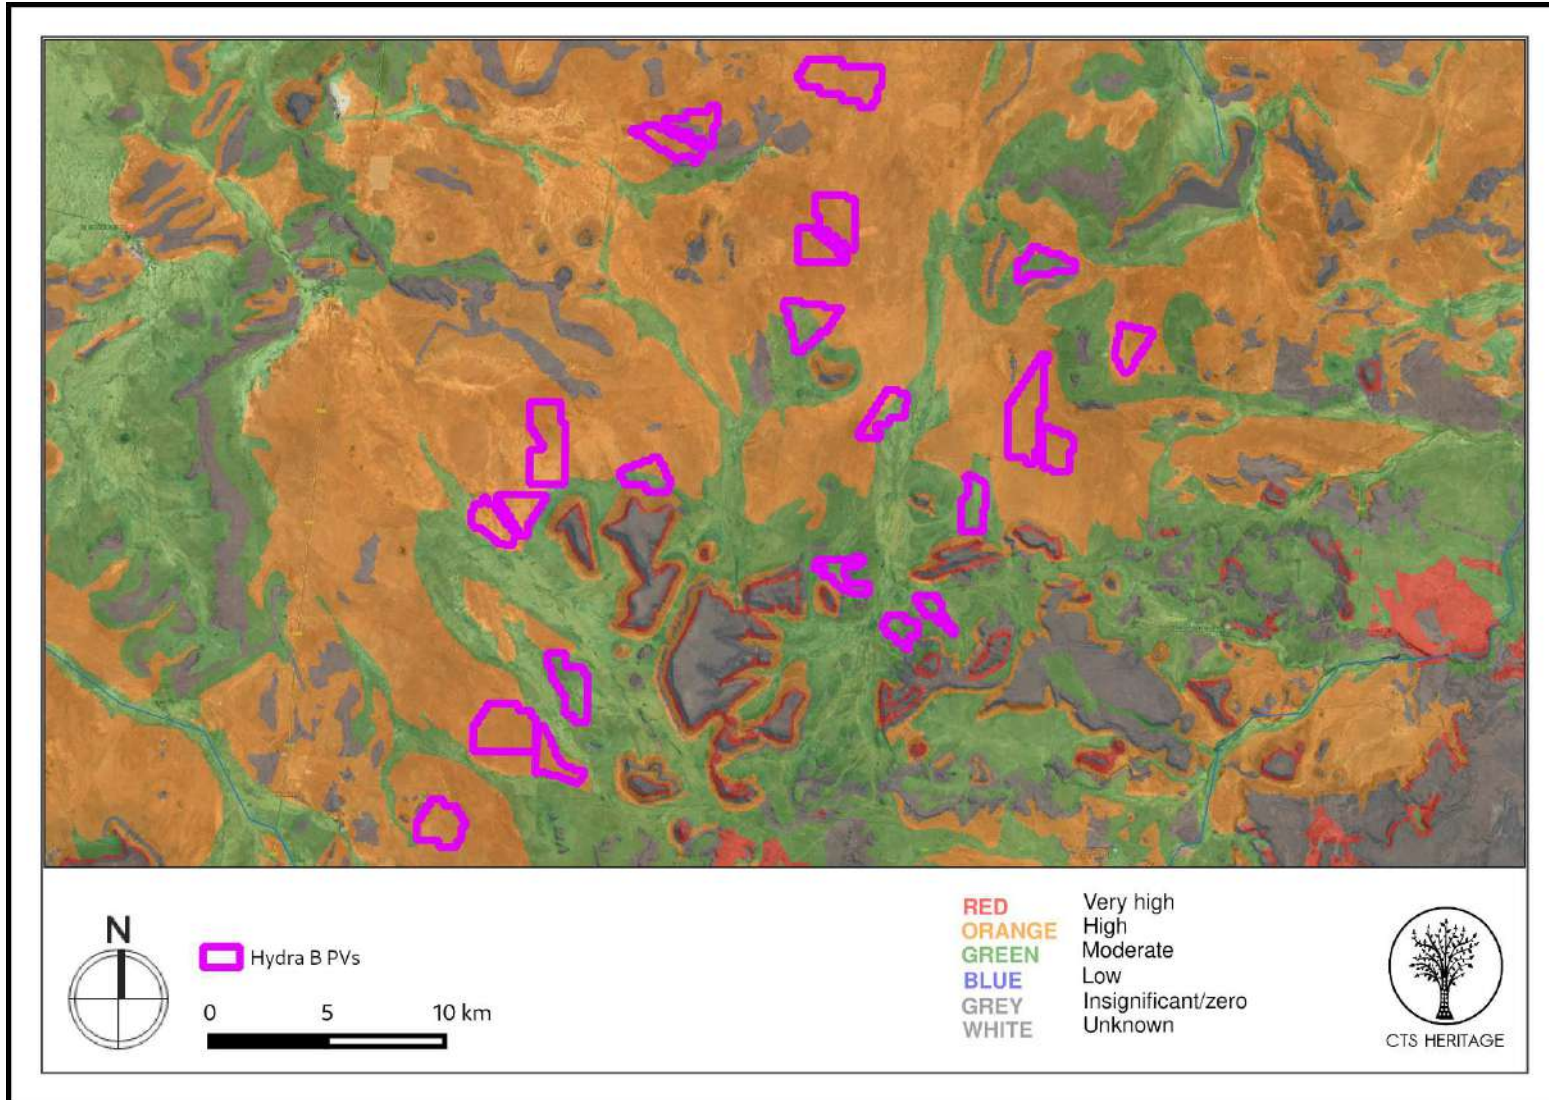 N
Hydra B PVs
0 5 10 km
RED Very high
ORANGE High
GREEN Moderate
BLUE Low
GREY Insignificant/zero
WHITE Unknown
CTS HERITAGE